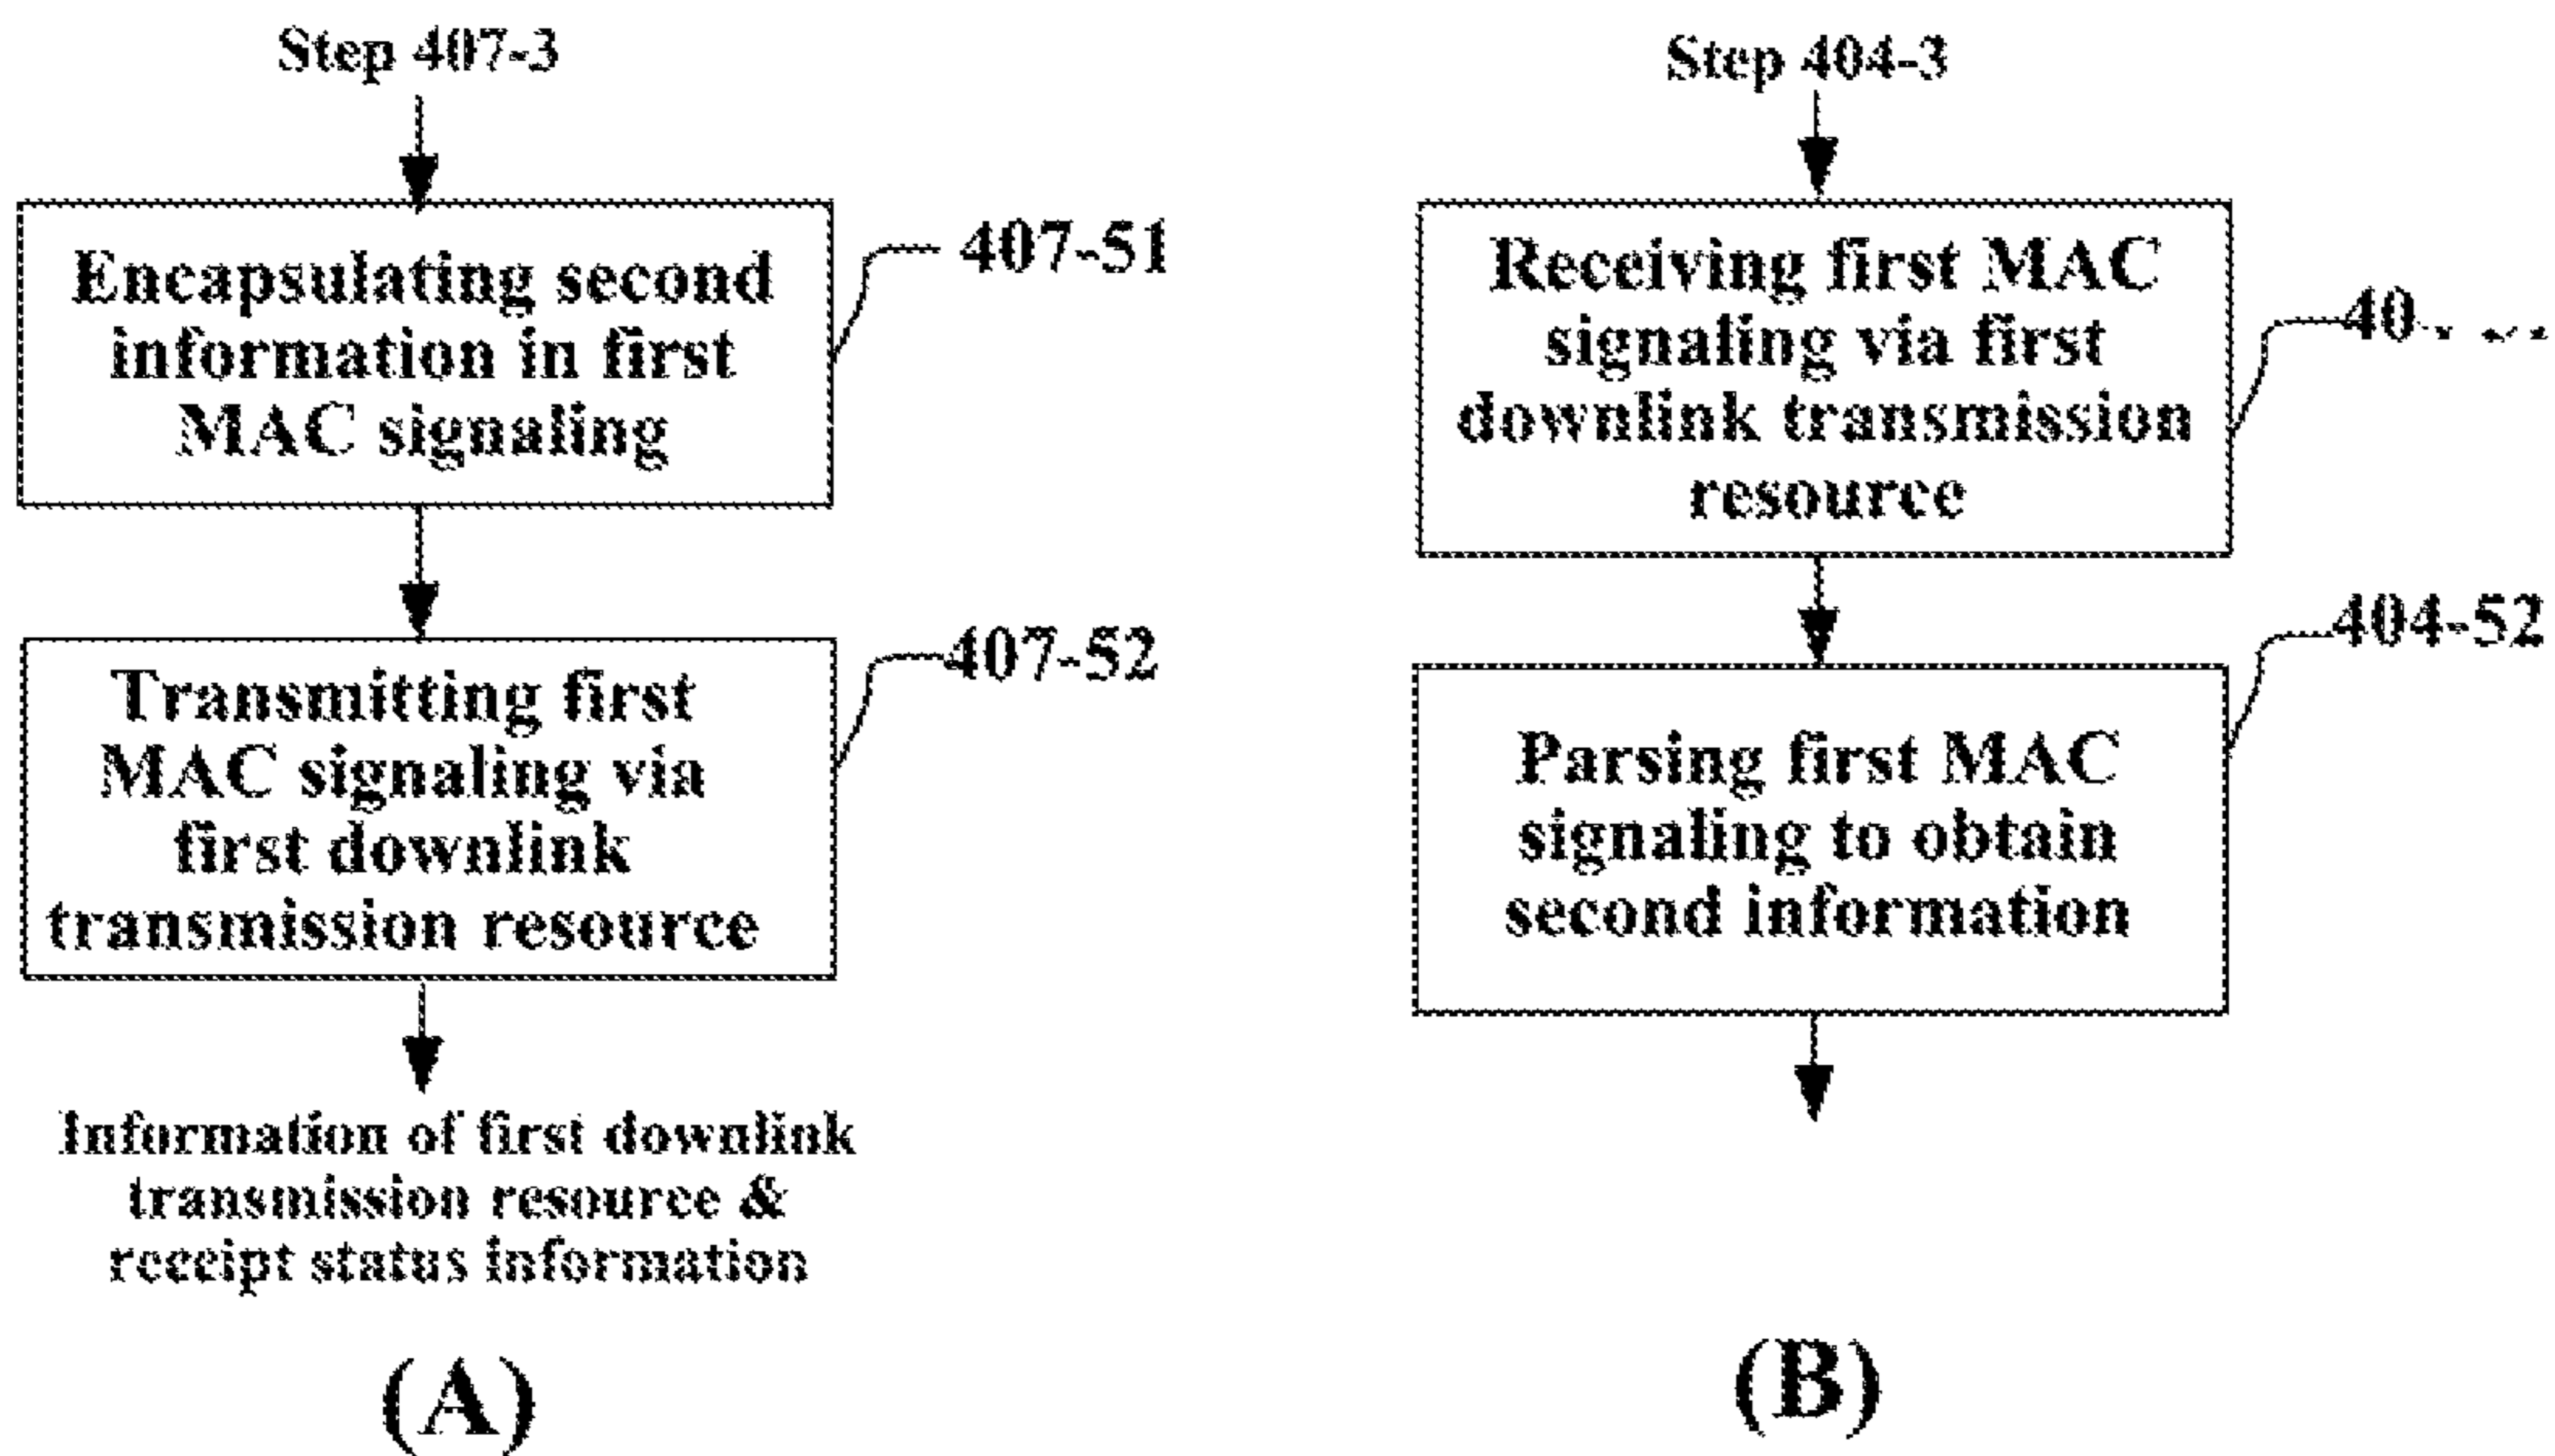 Step 407-3
Encapsulating second
information in first
MAC signaling
407-51
Transmitting first
MAC signaling via
first downlink
transmission resource
407-52
Information of first downlink
transmission resource &
receipt status information
(A)
Step 404-3
Receiving first MAC
signaling via first
downlink transmission
resource
Parsing first MAC
signaling to obtain
second information
404-52
(B)